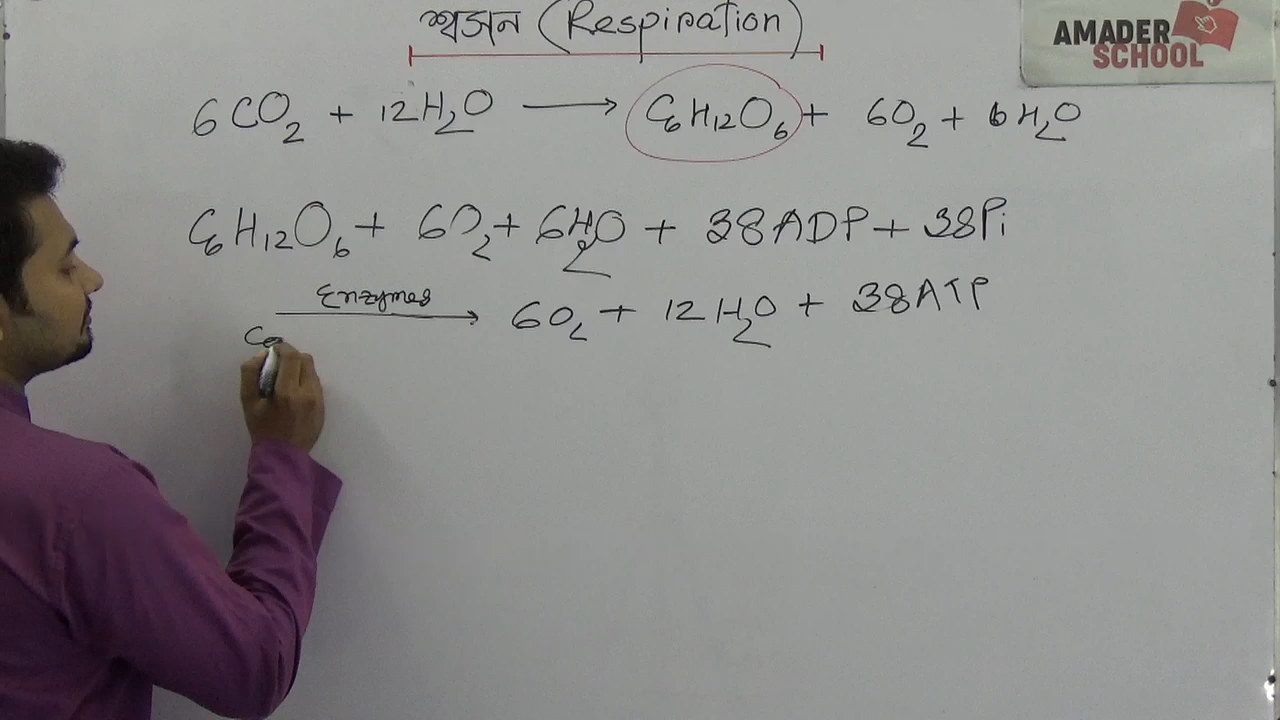 শ্বসন (Respiration)
AMADER
SCHOOL
6CO₂ + 12H₂O ⟶ C₆H₁₂O₆ + 6O₂ + 6H₂O
C₆H₁₂O₆ + 6O₂ + 6H₂O + 38ADP + 38Pi
Enzymes
⟶ 6O₂ + 12H₂O + 38ATP